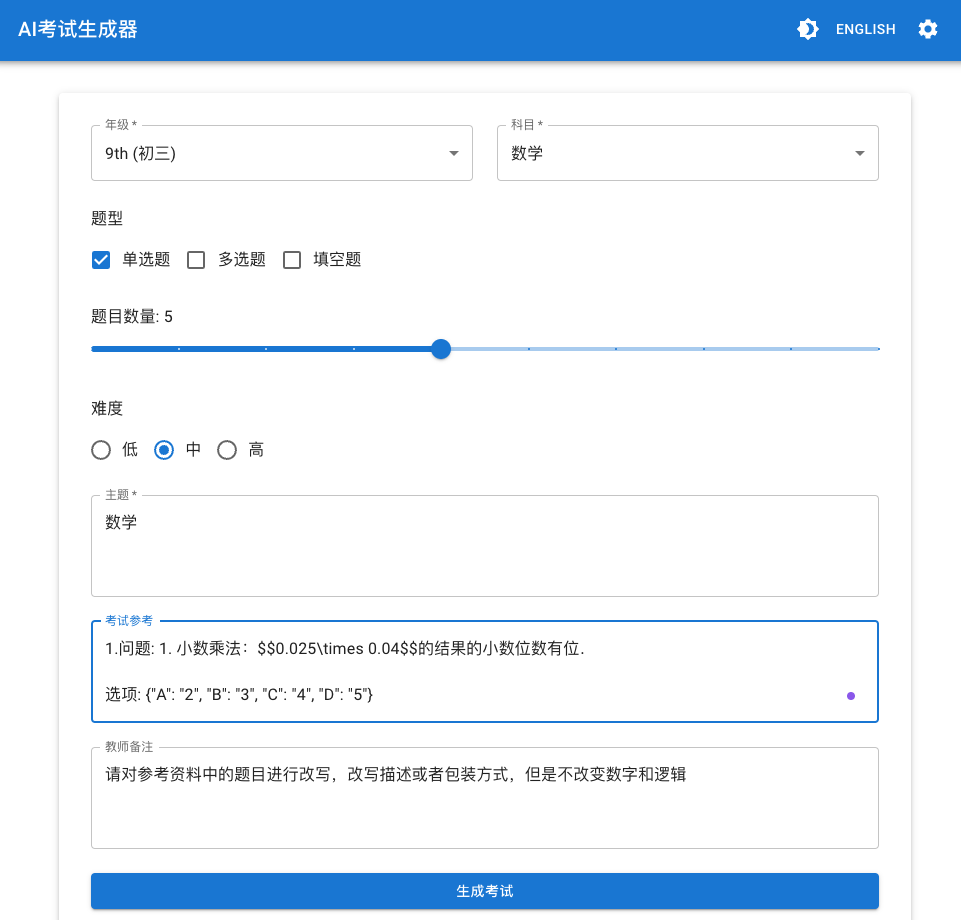 AI考试生成器
ENGLISH
年级 *
9th (初三)
科目 *
数学
题型
单选题
多选题
填空题
题目数量: 5
难度
低
中
高
主题 *
数学
考试参考
1.问题: 1. 小数乘法：$$0.025\times 0.04$$的结果的小数位数有位．
选项: {"A": "2", "B": "3", "C": "4", "D": "5"}
教师备注
请对参考资料中的题目进行改写，改写描述或者包装方式，但是不改变数字和逻辑
生成考试